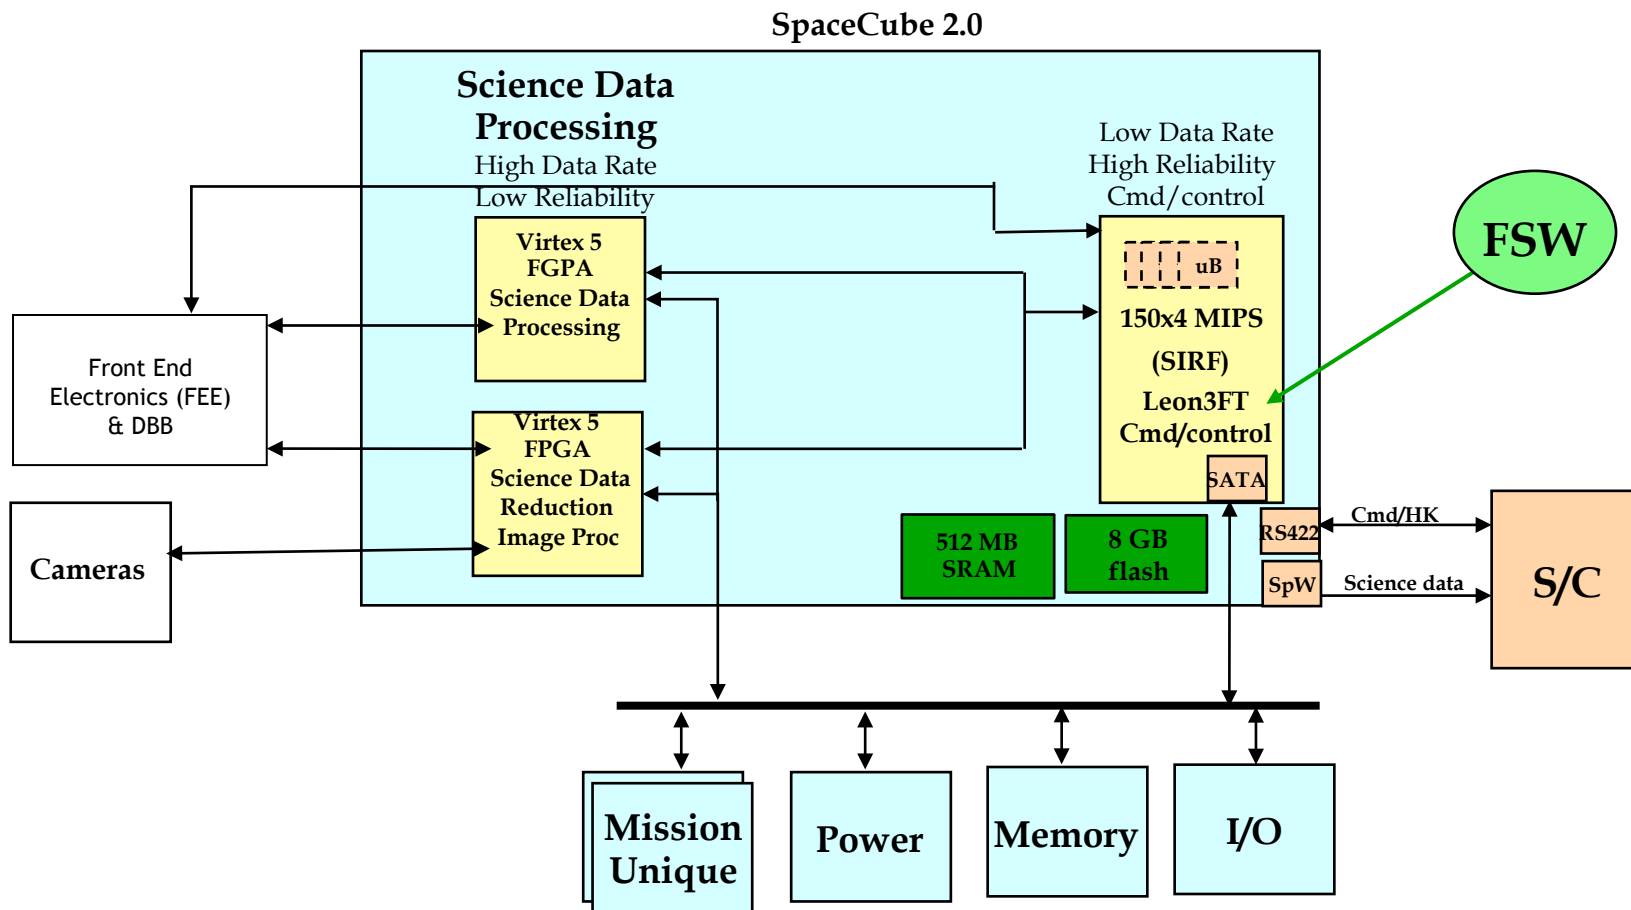 SpaceCube 2.0
Science Data
Processing
High Data Rate
Low Reliability
Low Data Rate
High Reliability
Cmd/control
Virtex 5
FGPA
Science Data
Processing
uB
150x4 MIPS
(SIRF)
Leon3FT
Cmd/control
SATA
FSW
Front End
Electronics (FEE)
& DBB
Virtex 5
FPGA
Science Data
Reduction
Image Proc
Cameras
512 MB
SRAM
8 GB
flash
RS422
SpW
Cmd/HK
Science data
S/C
Mission
Unique
Power
Memory
I/O